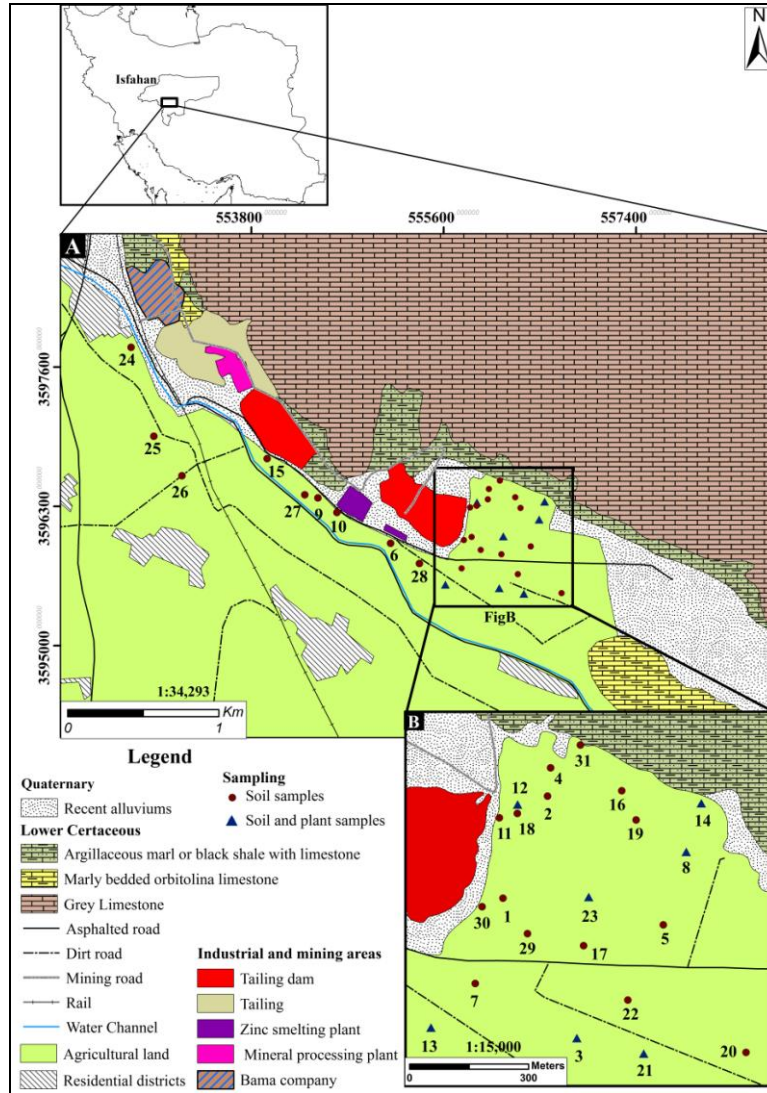 N
Isfahan
553800
555600
557400
A
3597600
3596300
3595000
24
25
26
15
27
9
10
6
28
FigB
1:34,293
Km
0
1
B
31
4
12
2
16
14
11
18
19
8
1
23
30
5
29
17
7
22
13
3
21
20
1:15,000
Meters
0
300
Legend
Quaternary
Recent alluviums
Lower Certaceous
Argillaceous marl or black shale with limestone
Marly bedded orbitolina limestone
Grey Limestone
Asphalted road
Dirt road
Mining road
Rail
Water Channel
Agricultural land
Residential districts
Sampling
Soil samples
Soil and plant samples
Industrial and mining areas
Tailing dam
Tailing
Zinc smelting plant
Mineral processing plant
Bama company